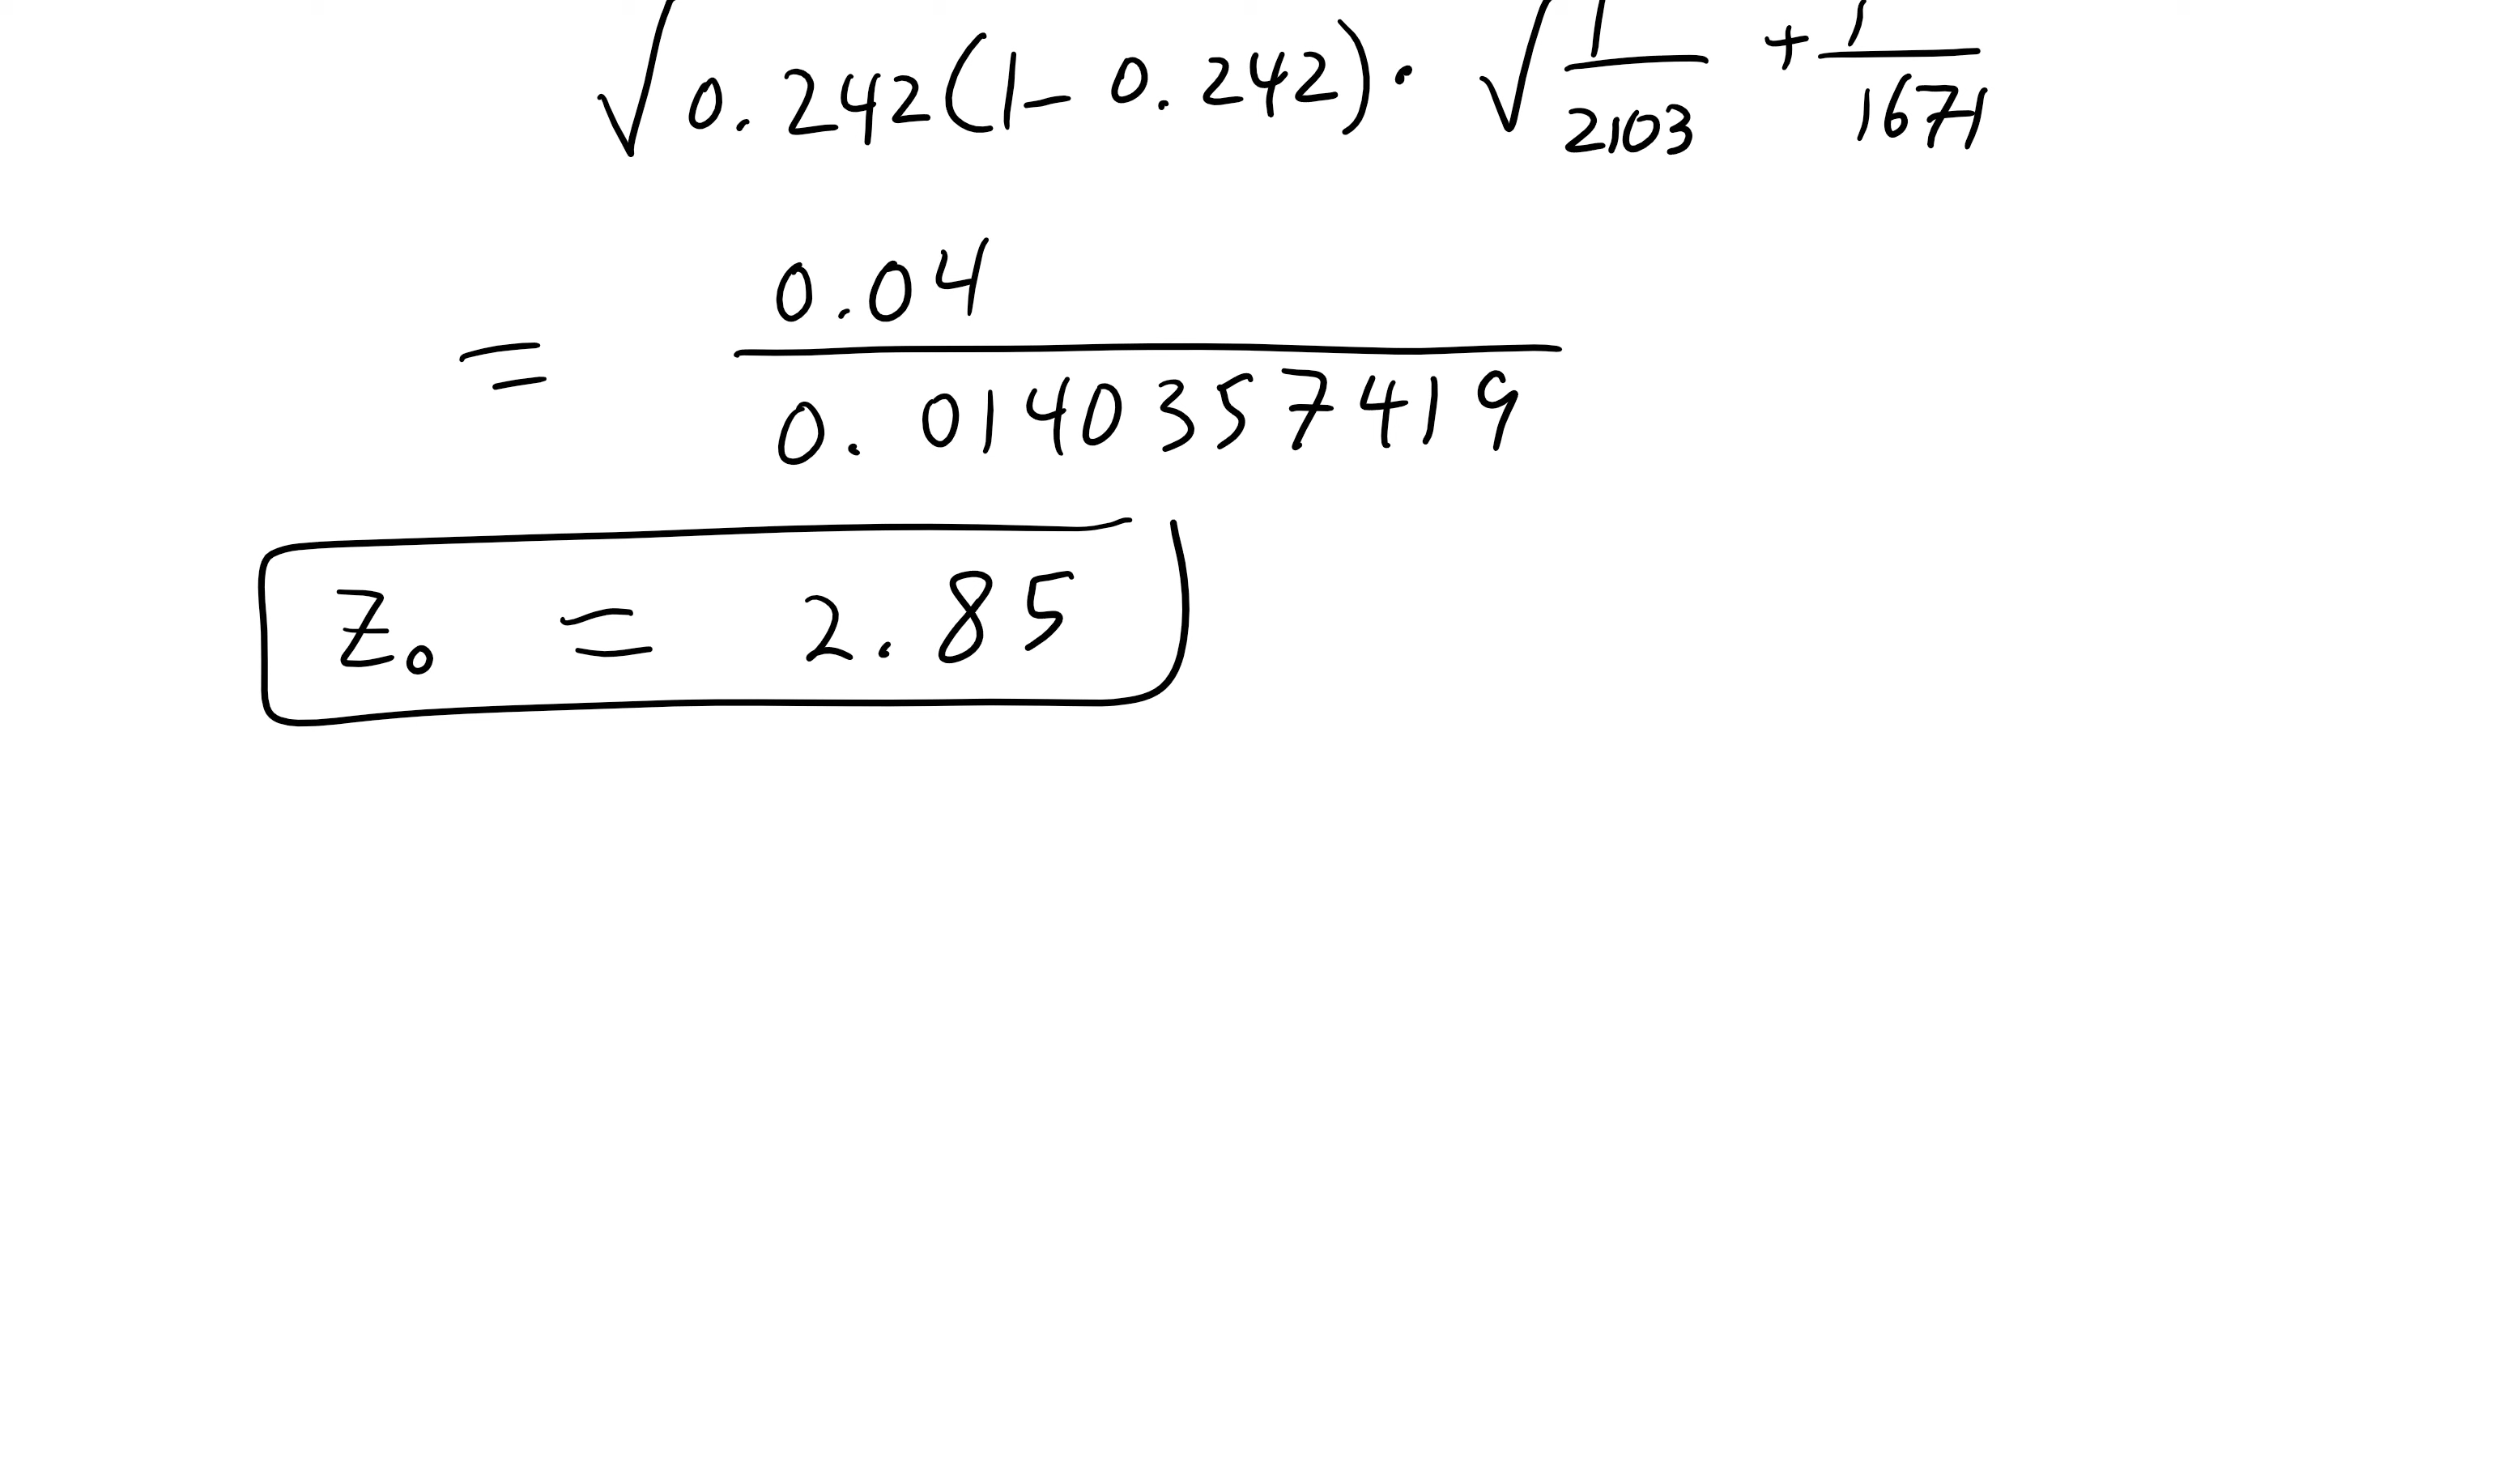 √0.242(1 - 0.242) · √1/2103 + 1/1671
= 0.04 / 0.0140357419
Z₀ = 2.85